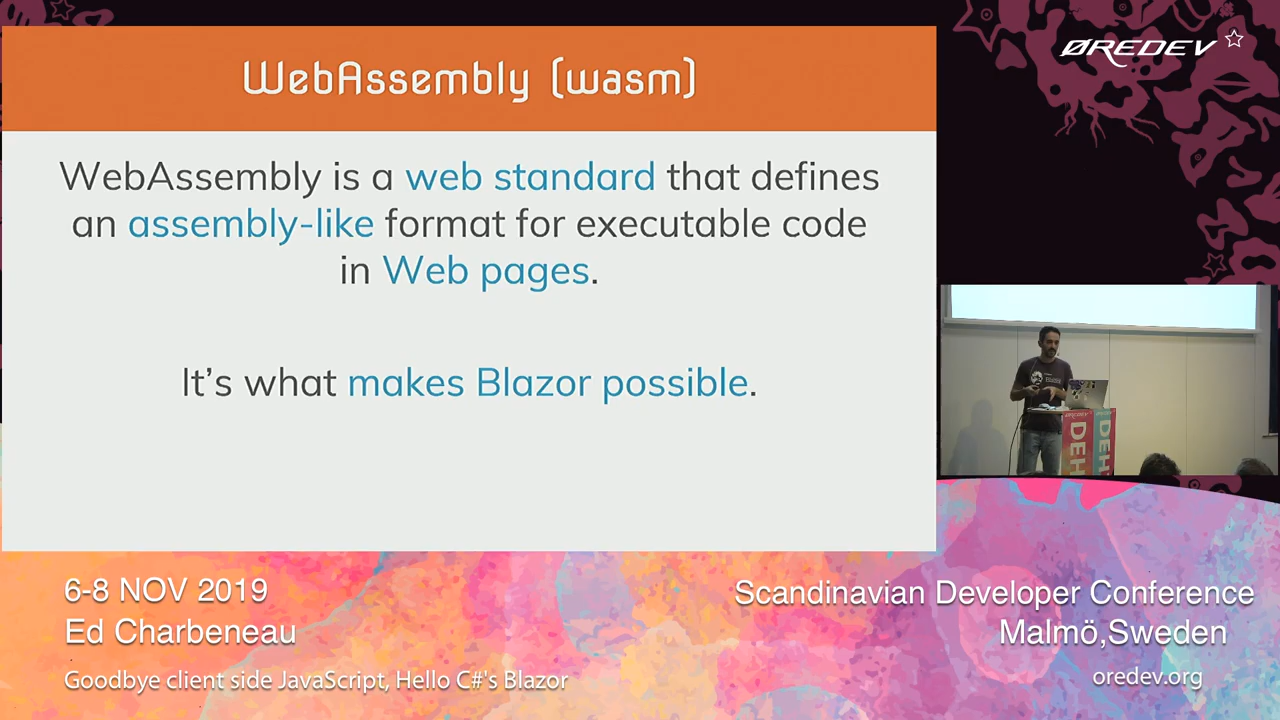 WebAssembly (wasm)
WebAssembly is a web standard that defines
an assembly-like format for executable code
in Web pages.
It's what makes Blazor possible.
ØREDEV
DEH
DEH
6-8 NOV 2019
Ed Charbeneau
Goodbye client side JavaScript, Hello C#'s Blazor
Scandinavian Developer Conference
Malmö,Sweden
oredev.org